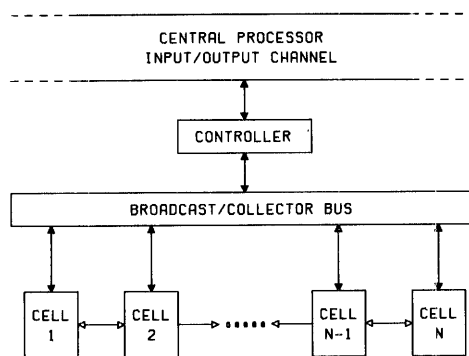 CENTRAL PROCESSOR
INPUT/OUTPUT CHANNEL
CONTROLLER
BROADCAST/COLLECTOR BUS
CELL
1
CELL
2
CELL
N-1
CELL
N